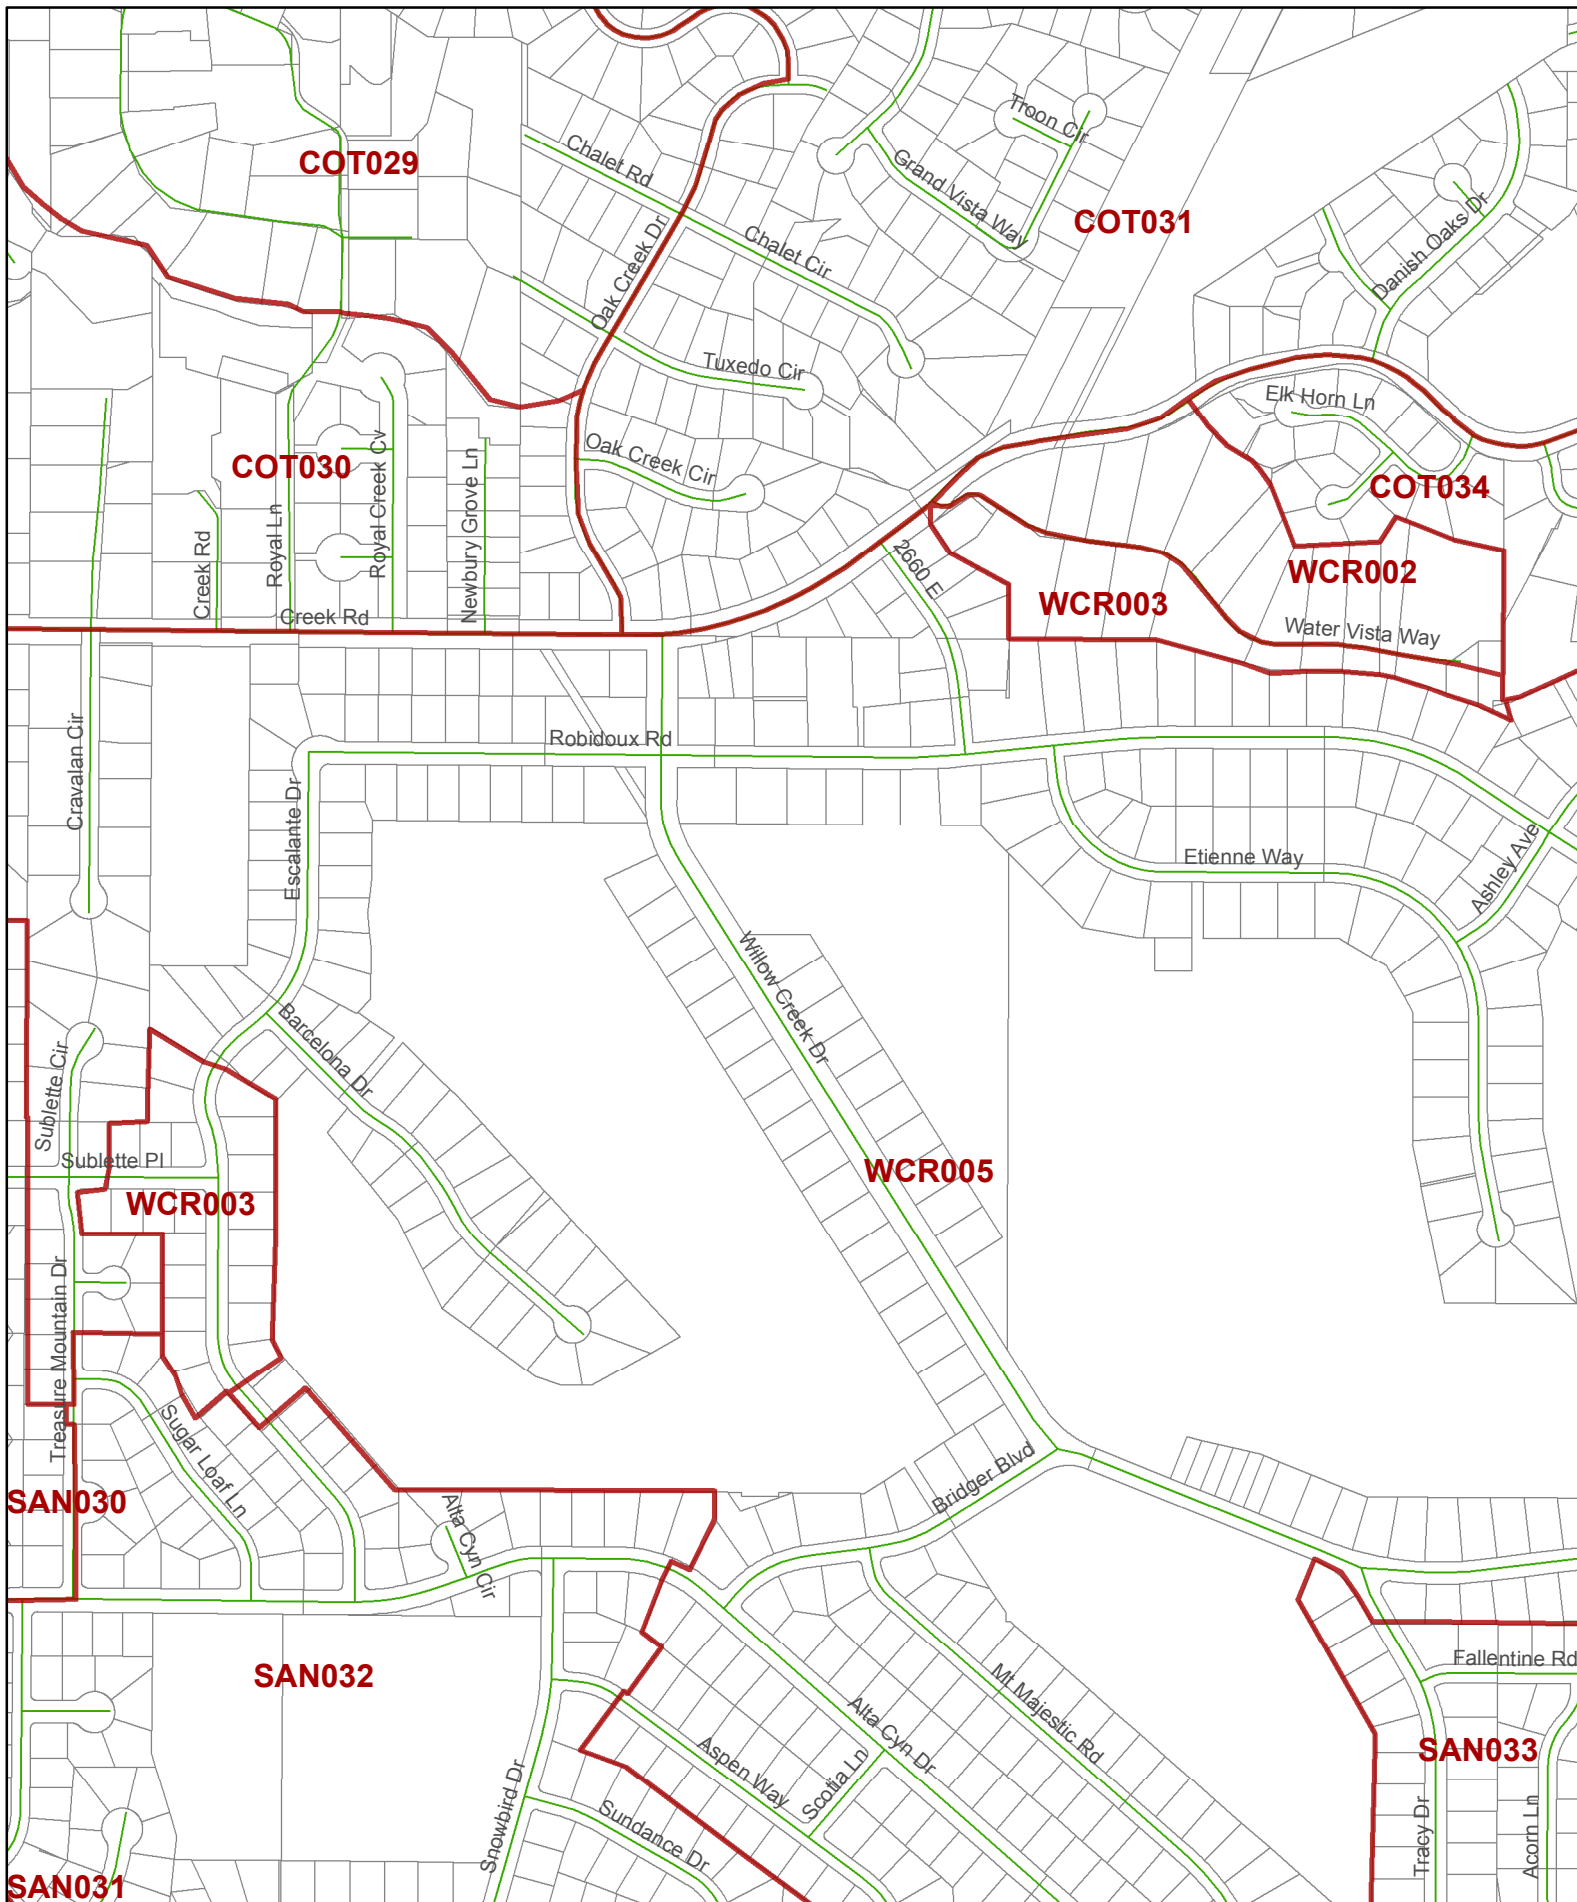 Troon Cir
Chalet Rd
COT029
Grand Vista Way
COT031
Oak Creek Dr
Chalet Cir
Danish Oaks Dr
Tuxedo Cir
Elk Horn Ln
Oak Creek Cir
COT030
Royal Creek Cv
Newbury Grove Ln
COT034
Creek Rd
Royal Ln
2660 E
WCR002
WCR003
Creek Rd
Water Vista Way
Robidoux Rd
Cravalan Cir
Escalante Dr
Etienne Way
Ashley Ave
Willow Creek Dr
Barcelona Dr
Sublette Cir
Sublette Pl
WCR005
WCR003
Treasure Mountain Dr
Sugar Loaf Ln
Bridger Blvd
SAN030
Alta Cyn Cir
Fallentine Rd
SAN032
Mt Majestic Rd
Alta Cyn Dr
Aspen Way
Scotia Ln
SAN033
Snowbird Dr
Sundance Dr
Tracy Dr
Acorn Ln
SAN031